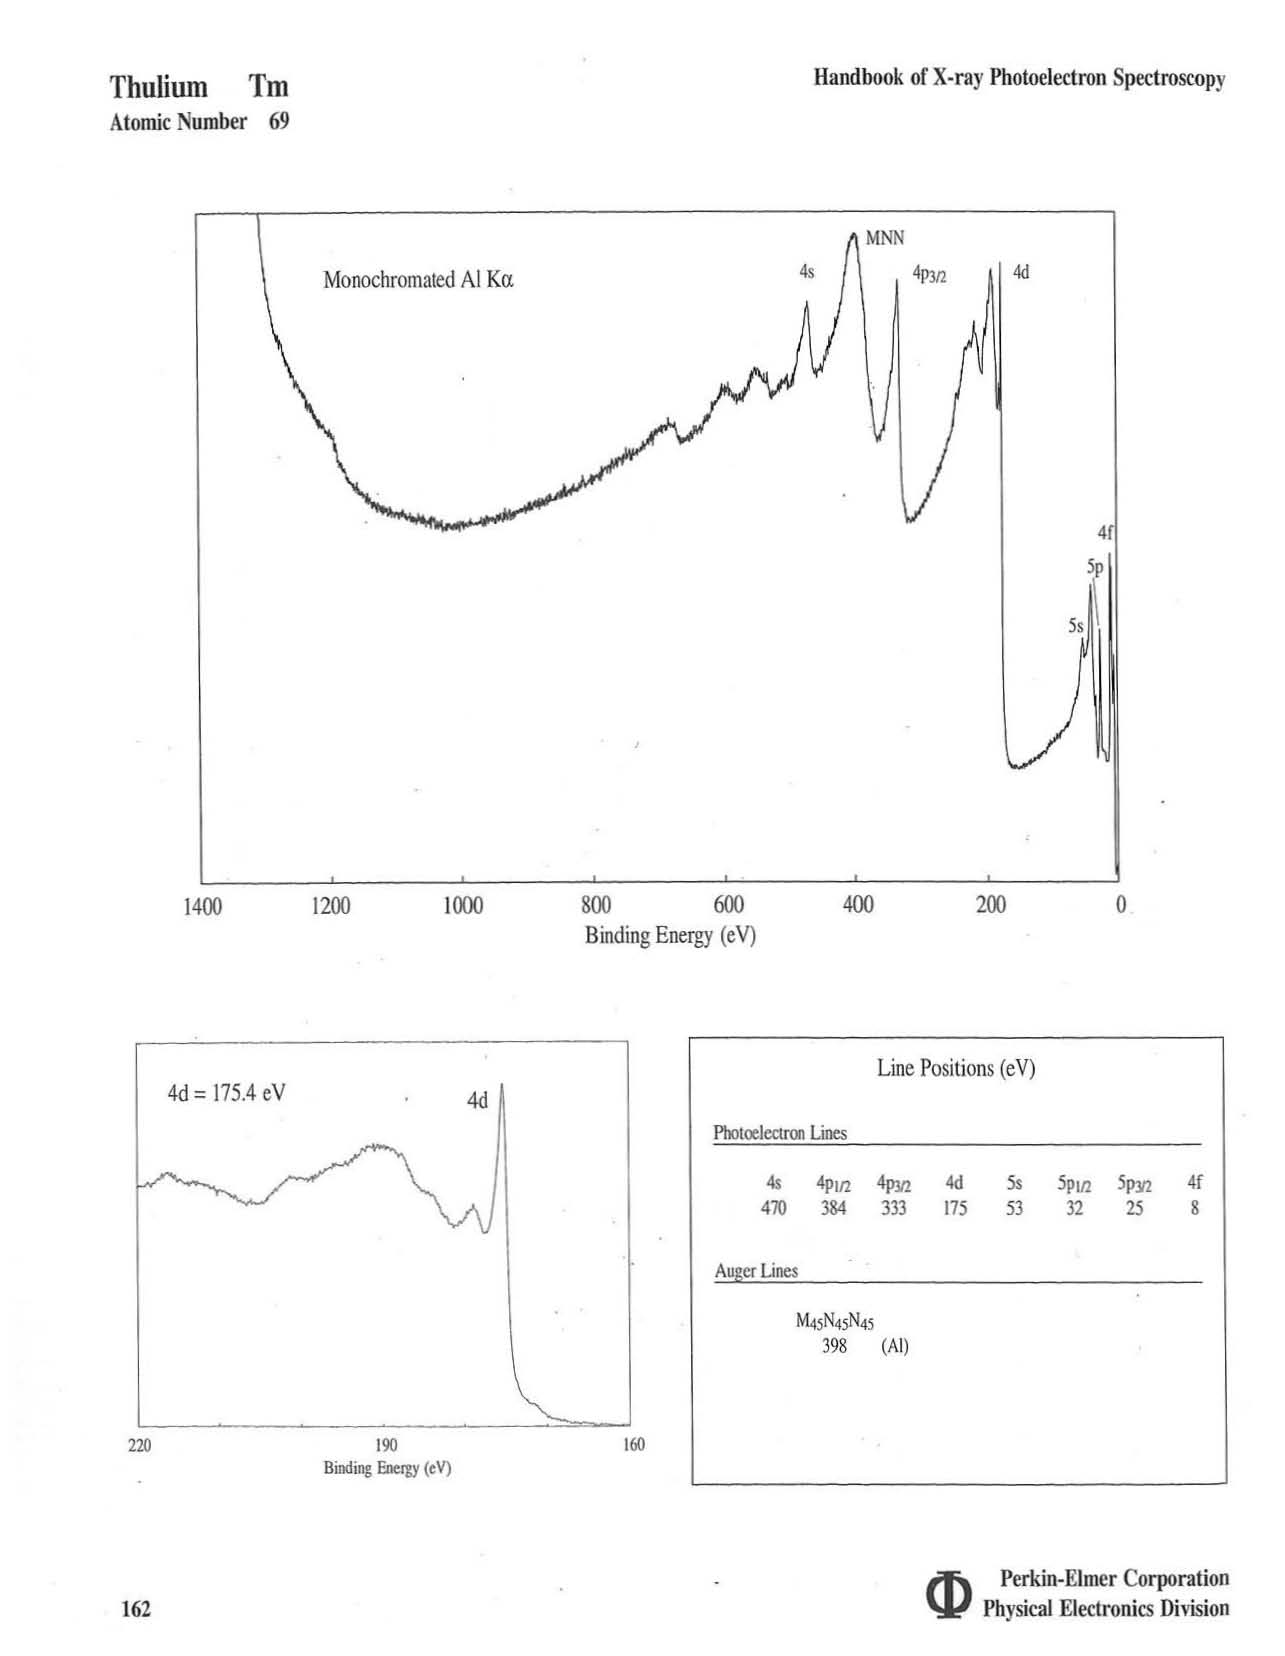 Thulium Tm
Atomic Number 69
Handbook of X-ray Photoelectron Spectroscopy
Monochromated Al Kα
4s
MNN
4p3/2
4d
4f
5p
5s
1400 1200 1000 800 600 400 200 0
Binding Energy (eV)
4d = 175.4 eV
4d
220 190 160
Binding Energy (eV)
Line Positions (eV)
Photoelectron Lines
4s 4p1/2 4p3/2 4d 5s 5p1/2 5p3/2 4f
470 384 333 175 53 32 25 8
Auger Lines
M45N45N45
398 (Al)
162
Perkin-Elmer Corporation
Physical Electronics Division